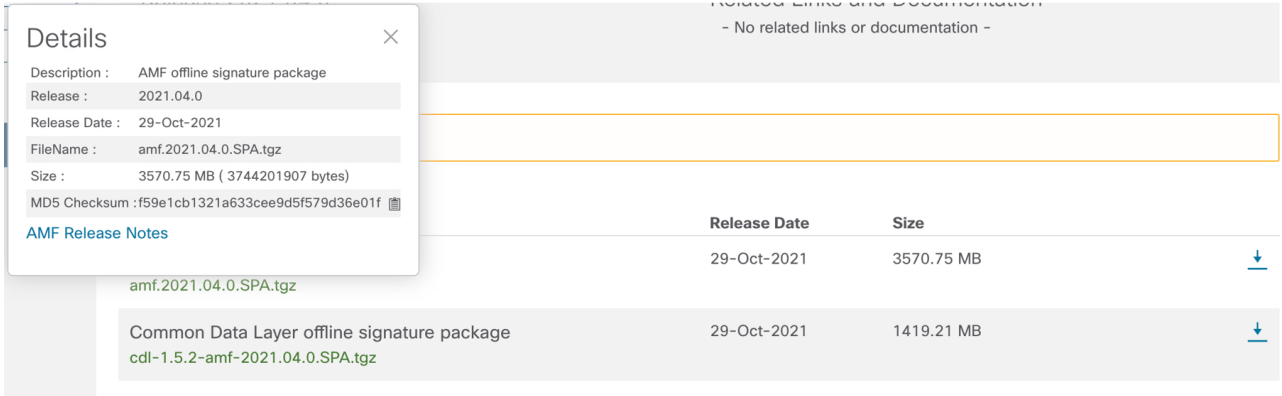 Related Links and Documentation
- No related links or documentation -
Details
Description : AMF offline signature package
Release : 2021.04.0
Release Date : 29-Oct-2021
FileName : amf.2021.04.0.SPA.tgz
Size : 3570.75 MB ( 3744201907 bytes)
MD5 Checksum :f59e1cb1321a633cee9d5f579d36e01f
AMF Release Notes
Release Date Size
29-Oct-2021 3570.75 MB
amf.2021.04.0.SPA.tgz
Common Data Layer offline signature package 29-Oct-2021 1419.21 MB
cdl-1.5.2-amf-2021.04.0.SPA.tgz